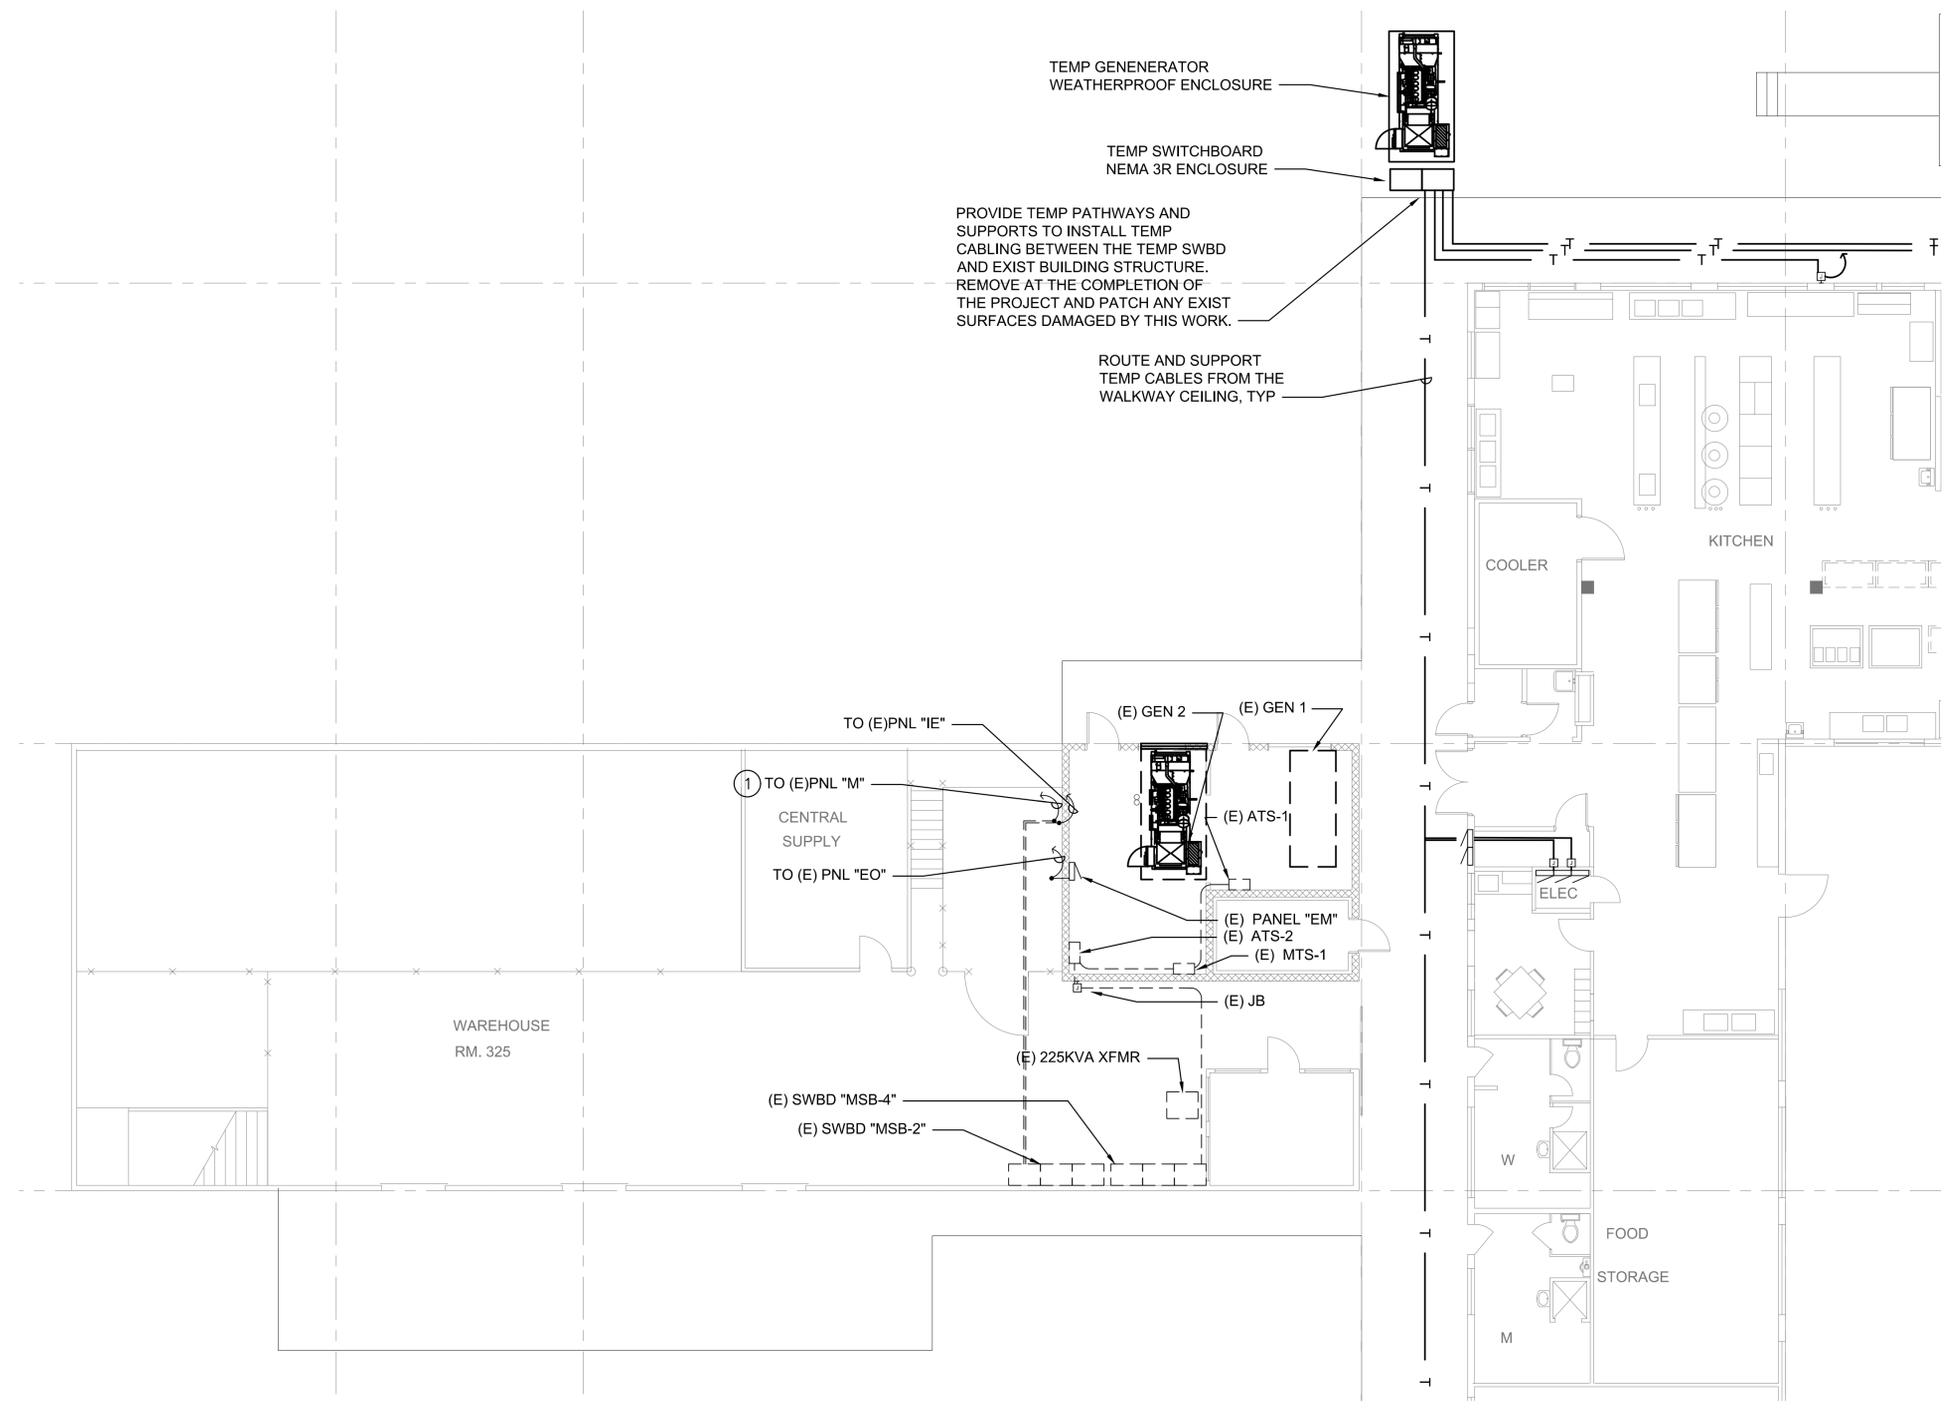 TEMP GENENERATOR
WEATHERPROOF ENCLOSURE
TEMP SWITCHBOARD
NEMA 3R ENCLOSURE
PROVIDE TEMP PATHWAYS AND
SUPPORTS TO INSTALL TEMP
CABLING BETWEEN THE TEMP SWBD
AND EXIST BUILDING STRUCTURE.
REMOVE AT THE COMPLETION OF
THE PROJECT AND PATCH ANY EXIST
SURFACES DAMAGED BY THIS WORK.
T T T T T T
T T
ROUTE AND SUPPORT
TEMP CABLES FROM THE
WALKWAY CEILING, TYP
T
T
T
T
T
T
T
T
KITCHEN
COOLER
(E) GEN 2
(E) GEN 1
TO (E)PNL "IE"
1 TO (E)PNL "M"
CENTRAL
SUPPLY
(E) ATS-1
TO (E) PNL "EO"
ELEC
(E) PANEL "EM"
(E) ATS-2
(E) MTS-1
(E) JB
WAREHOUSE
RM. 325
(E) 225KVA XFMR
(E) SWBD "MSB-4"
(E) SWBD "MSB-2"
W
FOOD
STORAGE
M